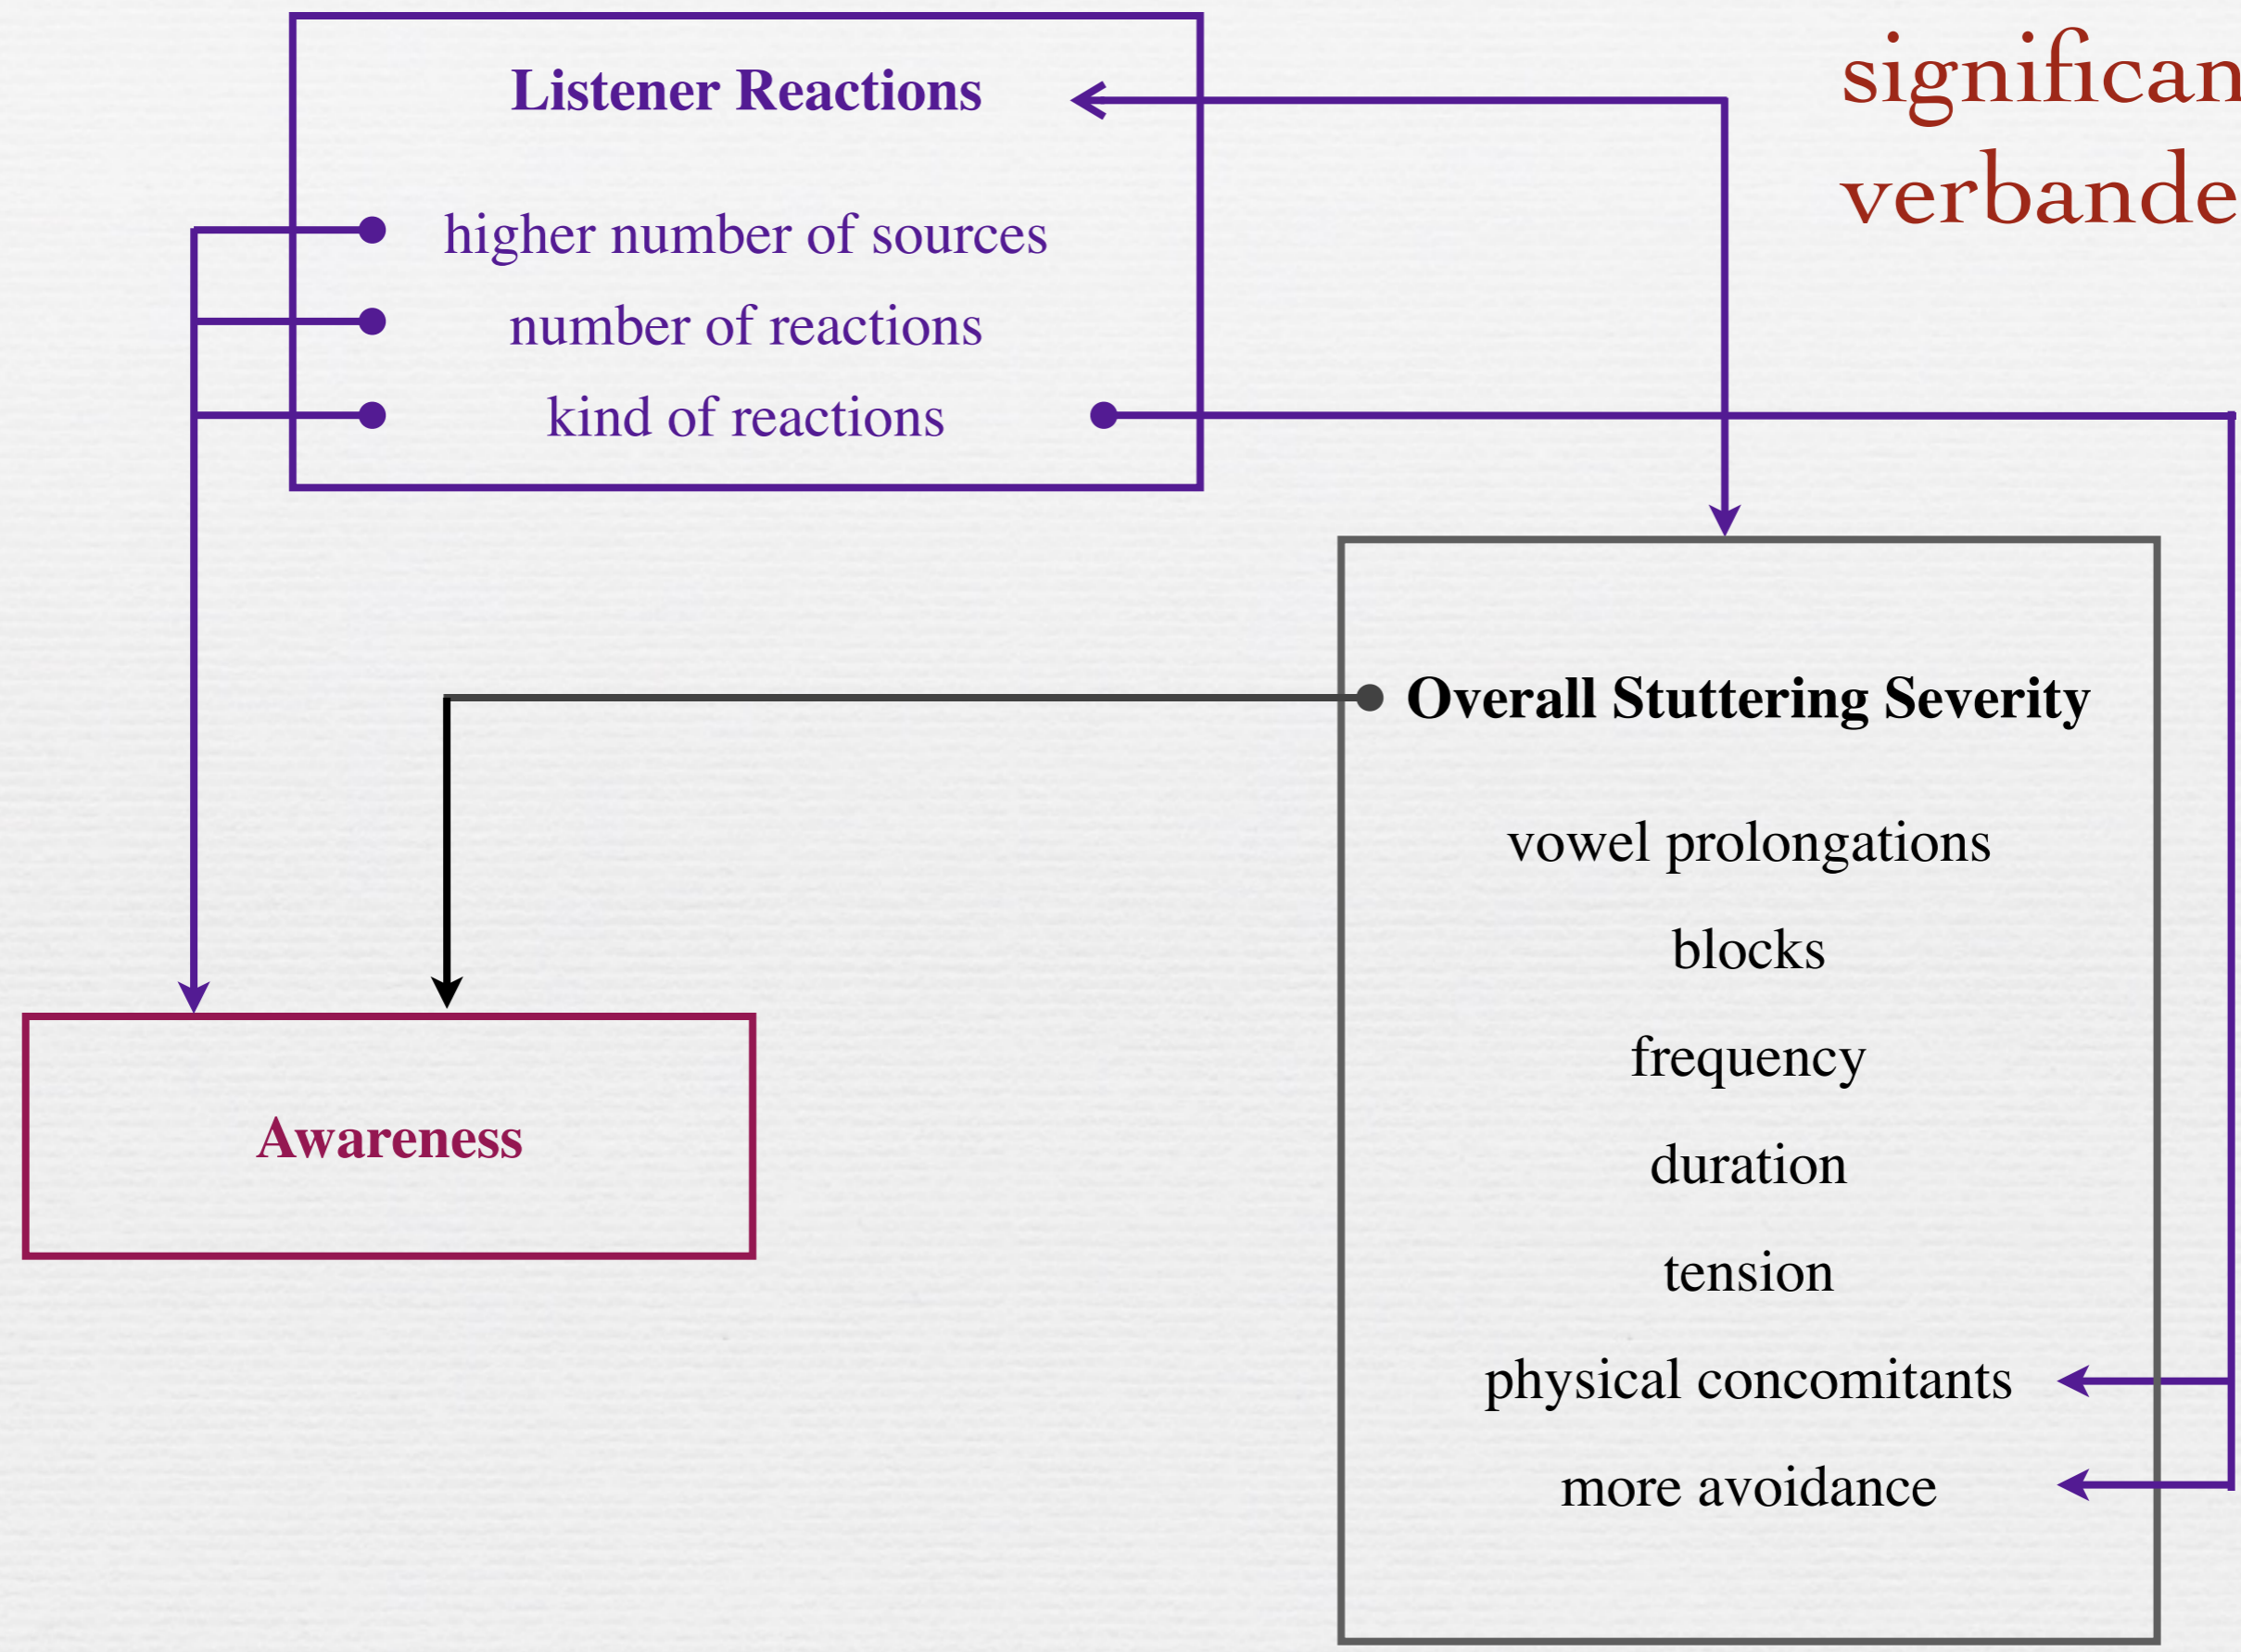 Listener Reactions
higher number of sources
number of reactions
kind of reactions
significan
verbande
Overall Stuttering Severity
vowel prolongations
blocks
frequency
duration
tension
physical concomitants
more avoidance
Awareness